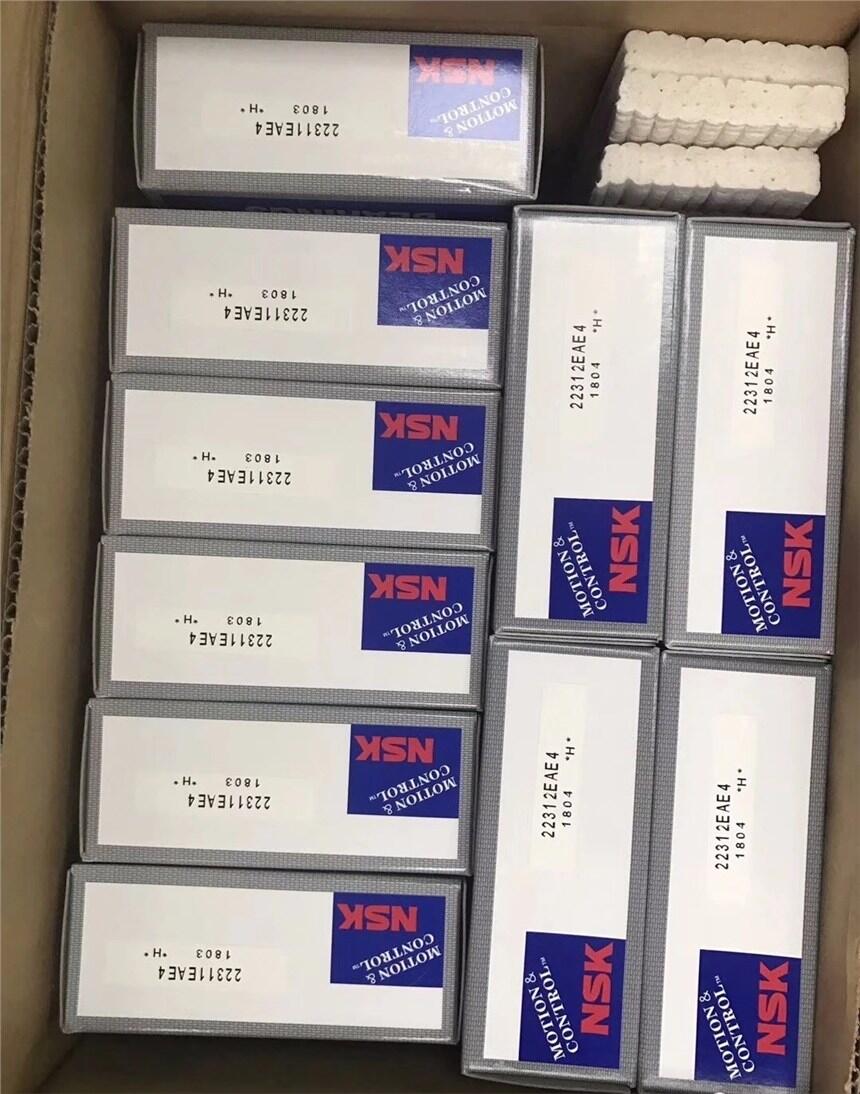 NSK
MOTION &
CONTROL™
22311EAE4
1803 *H*
BEARINGS
NSK
MOTION &
CONTROL™
22311EAE4
1803 *H*
NSK
MOTION &
CONTROL™
22311EAE4
1803 *H*
NSK
MOTION &
CONTROL™
22311EAE4
1803 *H*
NSK
MOTION &
CONTROL™
22311EAE4
1803 *H*
NSK
MOTION &
CONTROL™
22311EAE4
1803 *H*
22312EAE4
1804 *H*
MOTION &
CONTROL™
NSK
22312EAE4
1804 *H*
MOTION &
CONTROL™
NSK
22312EAE4
1804 *H*
MOTION &
CONTROL™
NSK
22312EAE4
1804 *H*
MOTION &
CONTROL™
NSK